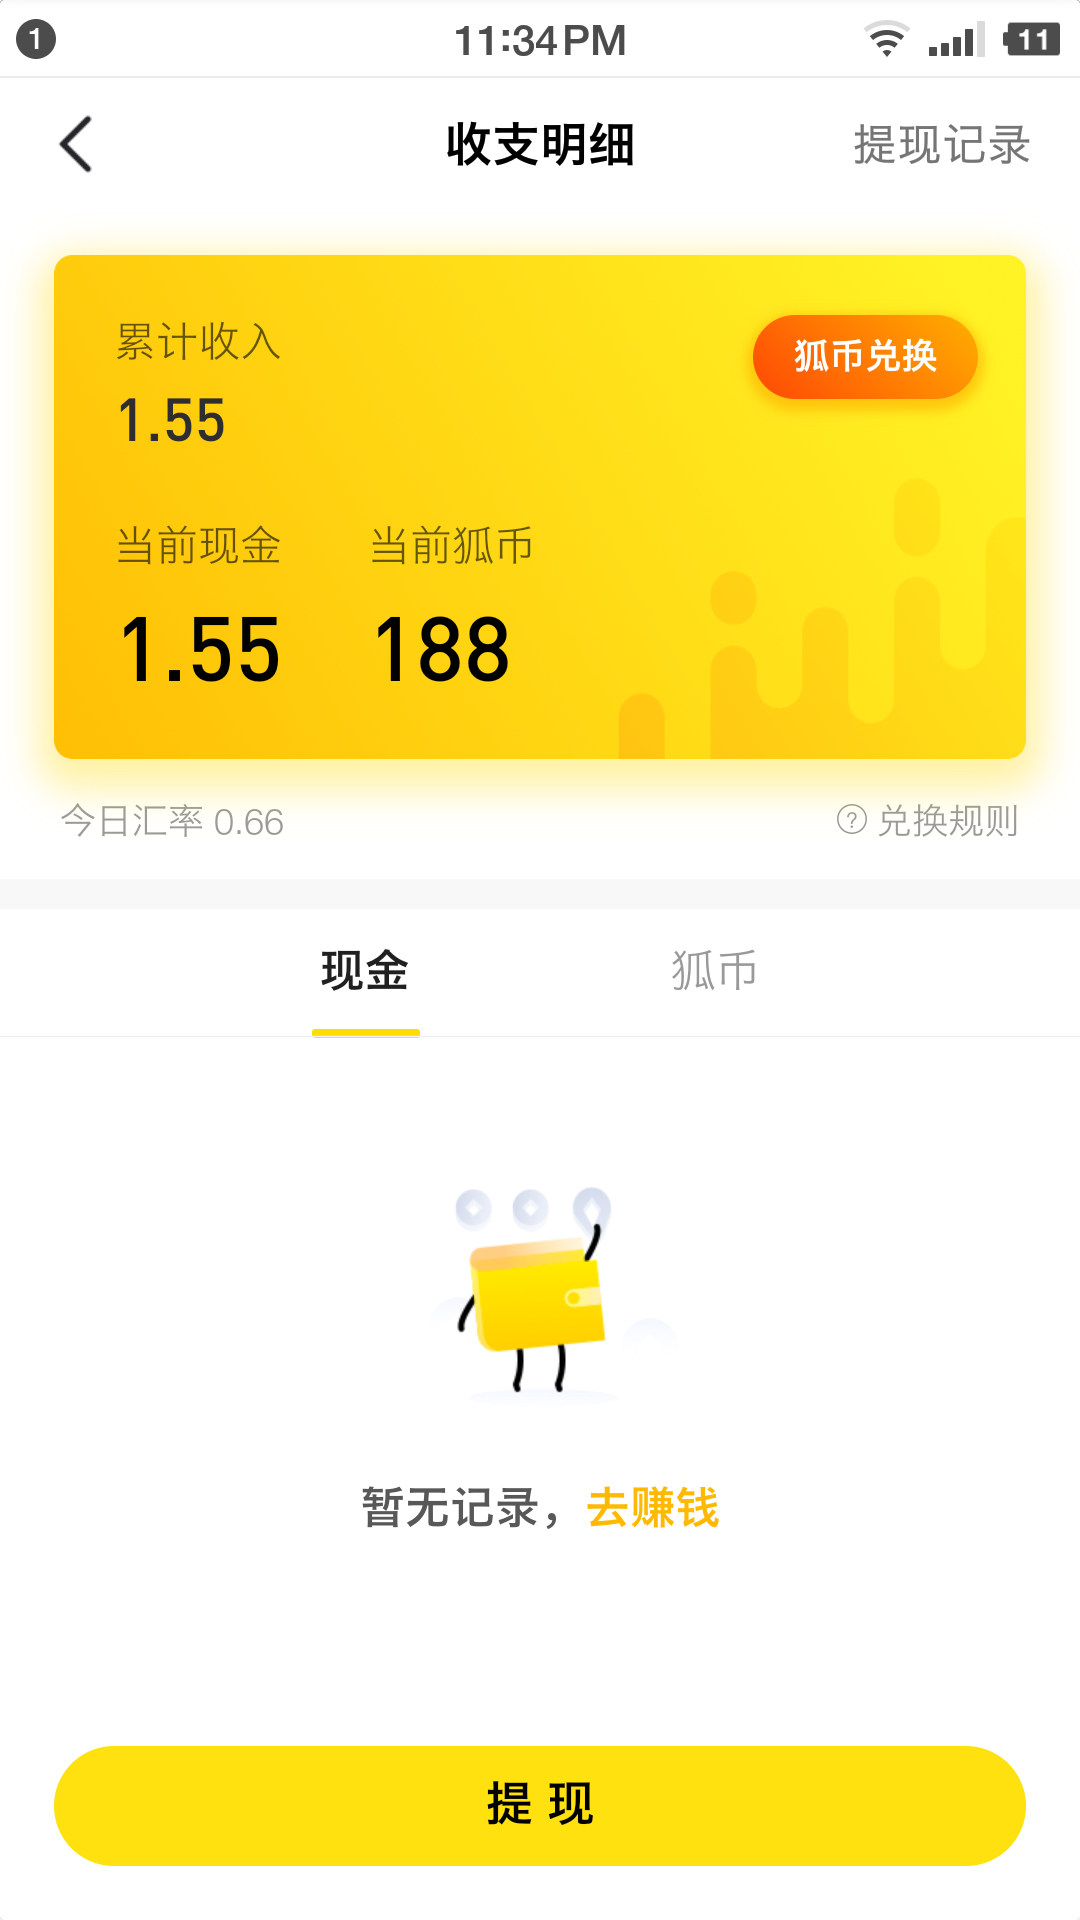 1 11:34PM 11
收支明细 提现记录
累计收入 狐币兑换
1.55
当前现金 当前狐币
1.55 188
今日汇率 0.66 ? 兑换规则
现金 狐币
暂无记录，去赚钱
提 现